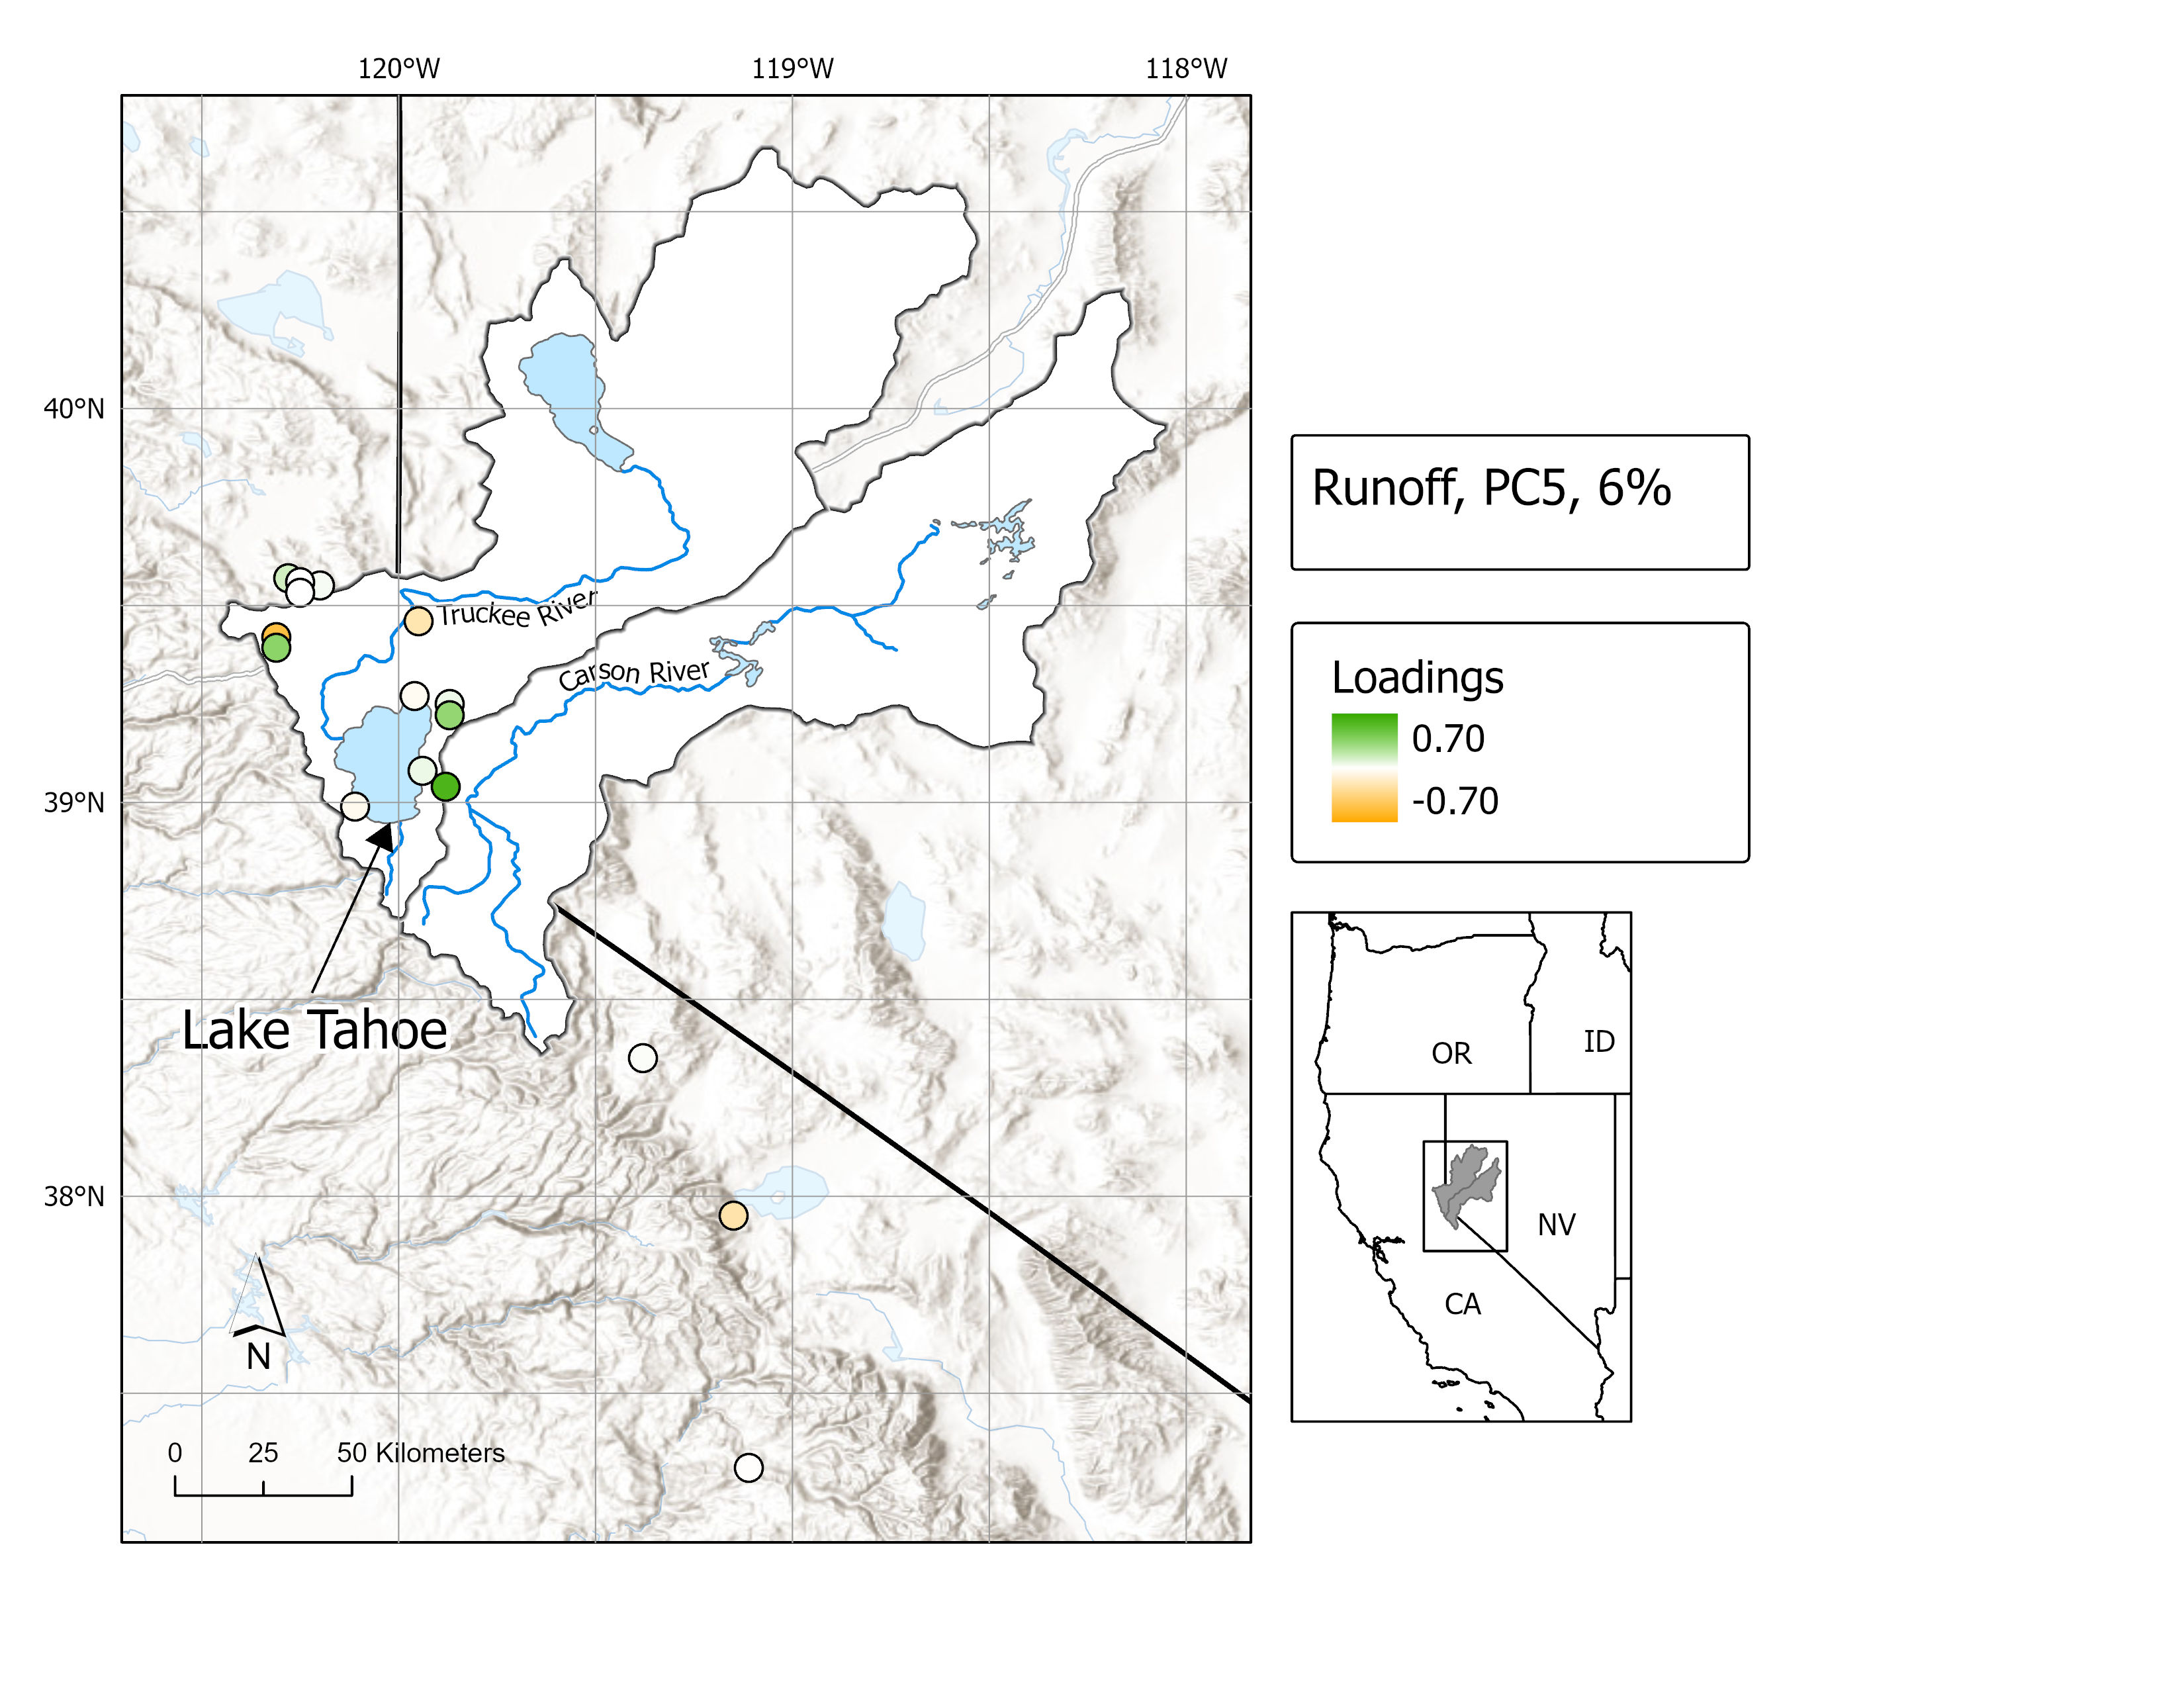 120°W 119°W 118°W
40°N
39°N
38°N
Truckee River
Carson River
Lake Tahoe
N
0 25 50 Kilometers
Runoff, PC5, 6%
Loadings
0.70
-0.70
OR
ID
NV
CA